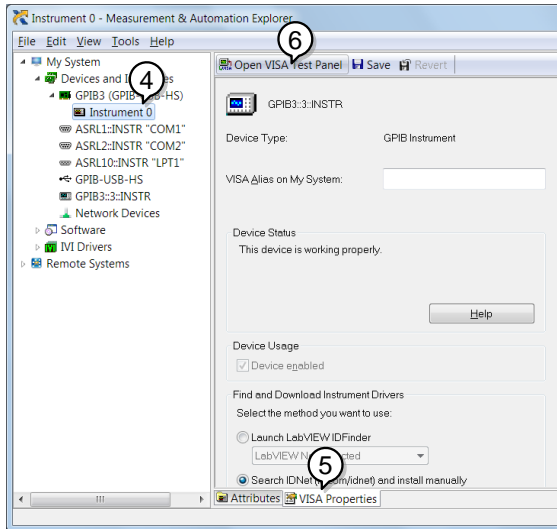 Instrument 0 - Measurement & Automation Explorer
File Edit View Tools Help
My System
Devices and
GPIB3 (GPIB-USB-HS)
Instrument 0
ASRL1::INSTR "COM1"
ASRL2::INSTR "COM2"
ASRL10::INSTR "LPT1"
GPIB-USB-HS
GPIB3::3::INSTR
Network Devices
Software
IVI Drivers
Remote Systems
4
6
Open VISA Test Panel Save Revert
GPIB3::3::INSTR
Device Type: GPIB Instrument
VISA Alias on My System:
Device Status
This device is working properly.
Help
Device Usage
Device enabled
Find and Download Instrument Drivers
Select the method you want to use:
Launch LabVIEW IDFinder
LabVIEW
Search IDNet and install manually
5
Attributes VISA Properties